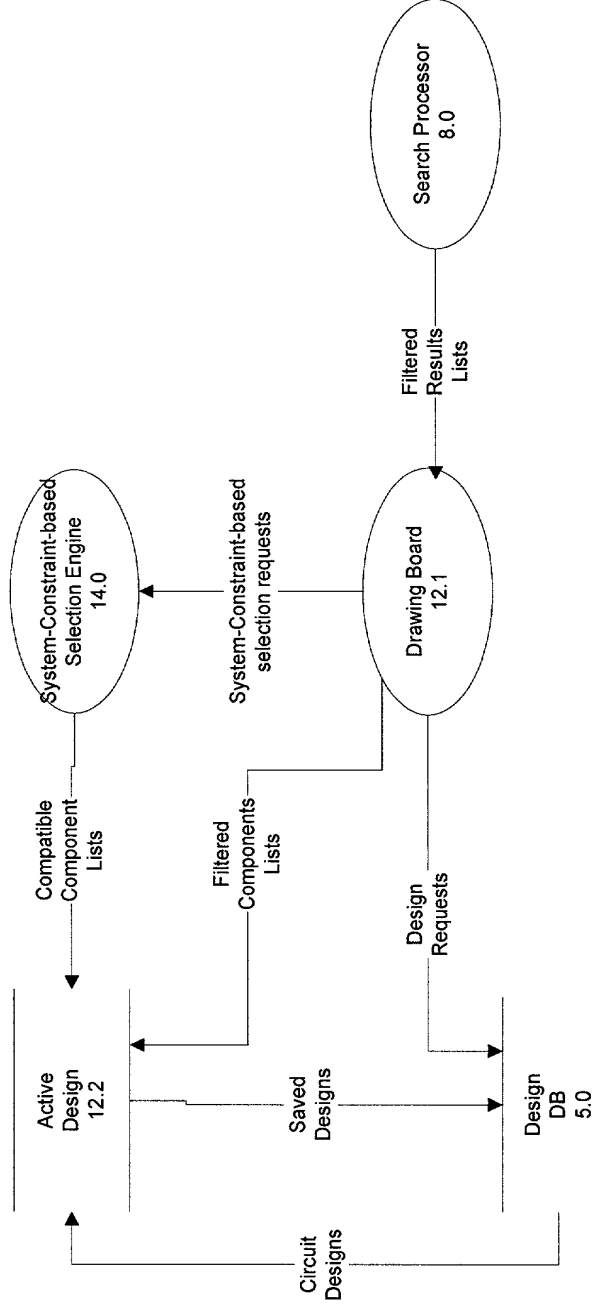 Active
Design
12.2
Compatible
Component
Lists
System-Constraint-based
Selection Engine
14.0
Circuit
Designs
Saved
Designs
Filtered
Components
Lists
System-Constraint-based
selection requests
Design
DB
5.0
Design
Requests
Drawing Board
12.1
Filtered
Results
Lists
Search Processor
8.0